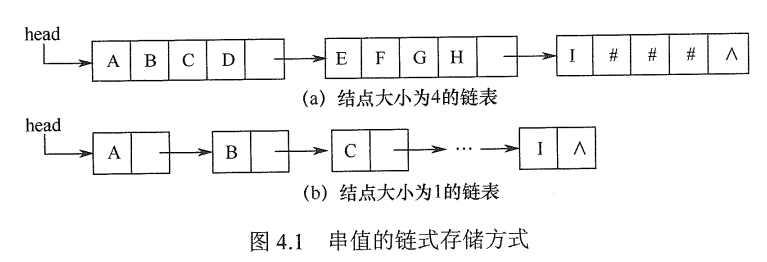 head
A B C D E F G H I # # # ∧
(a) 结点大小为4的链表
head
A B C ··· I ∧
(b) 结点大小为1的链表
图 4.1 串值的链式存储方式